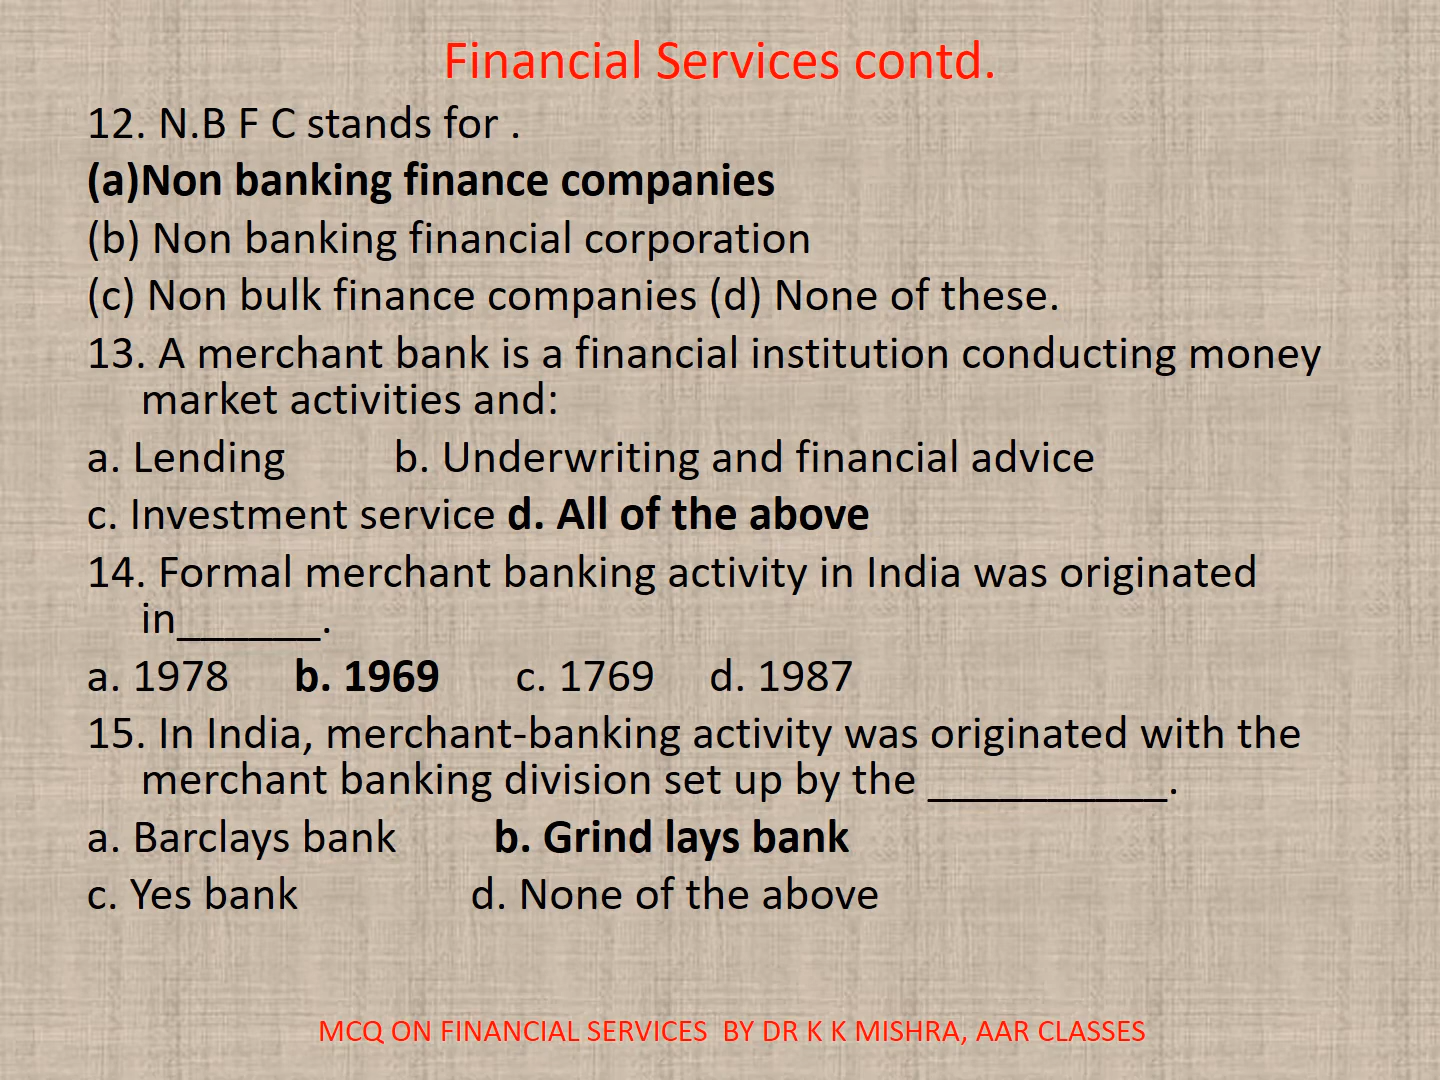 Financial Services contd.
12. N.B F C stands for .
(a)Non banking finance companies
(b) Non banking financial corporation
(c) Non bulk finance companies (d) None of these.
13. A merchant bank is a financial institution conducting money
market activities and:
a. Lending b. Underwriting and financial advice
c. Investment service d. All of the above
14. Formal merchant banking activity in India was originated
in______.
a. 1978 b. 1969 c. 1769 d. 1987
15. In India, merchant-banking activity was originated with the
merchant banking division set up by the __________.
a. Barclays bank b. Grind lays bank
c. Yes bank d. None of the above
MCQ ON FINANCIAL SERVICES BY DR K K MISHRA, AAR CLASSES